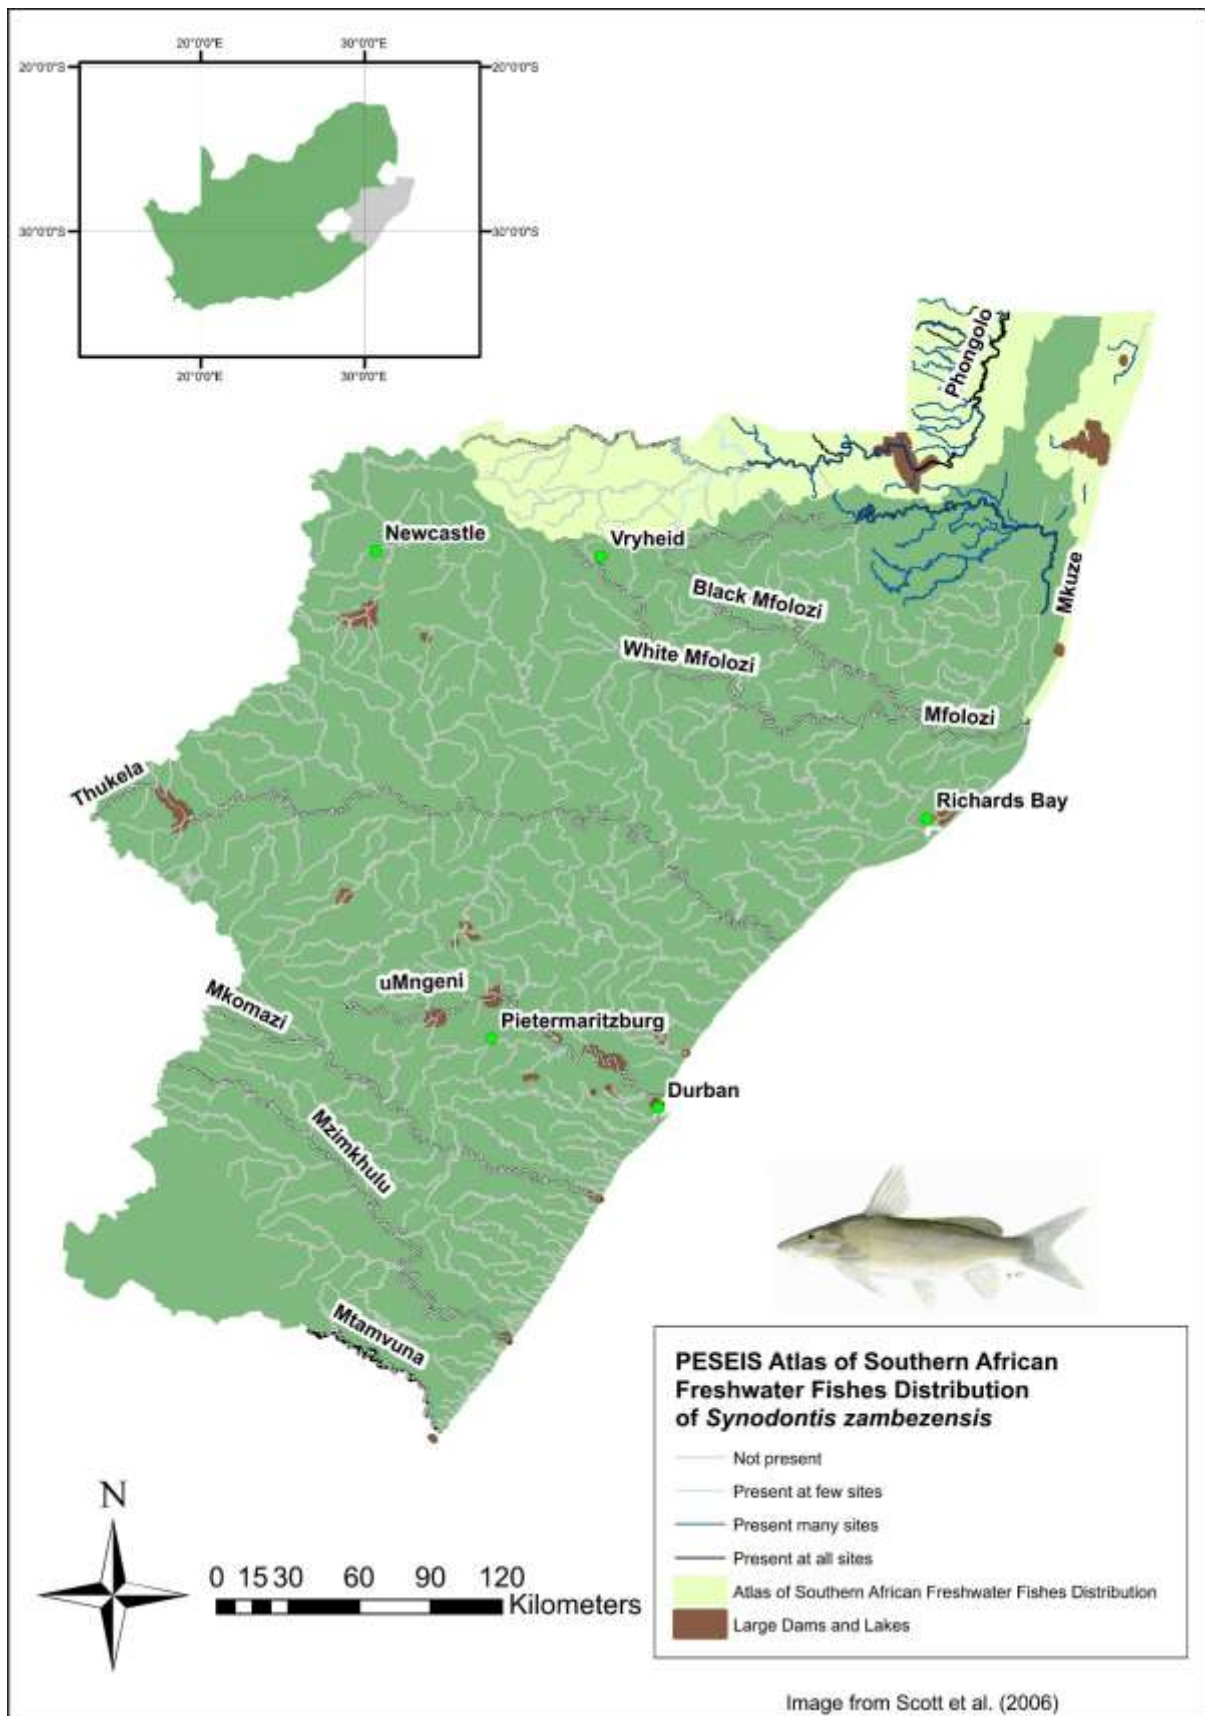 20°0'0"E 30°0'0"E
20°0'0"S 20°0'0"S
30°0'0"S 30°0'0"S
20°0'0"E 30°0'0"E
Phongolo
Newcastle
Vryheid
Mkuze
Black Mfolozi
White Mfolozi
Mfolozi
Thukela
Richards Bay
uMngeni
Mkomazi
Pietermaritzburg
Durban
Mzimkhulu
Mtamvuna
PESEIS Atlas of Southern African
Freshwater Fishes Distribution
of Synodontis zambezensis
Not present
Present at few sites
Present many sites
Present at all sites
Atlas of Southern African Freshwater Fishes Distribution
Large Dams and Lakes
N
0 15 30 60 90 120
Kilometers
Image from Scott et al. (2006)